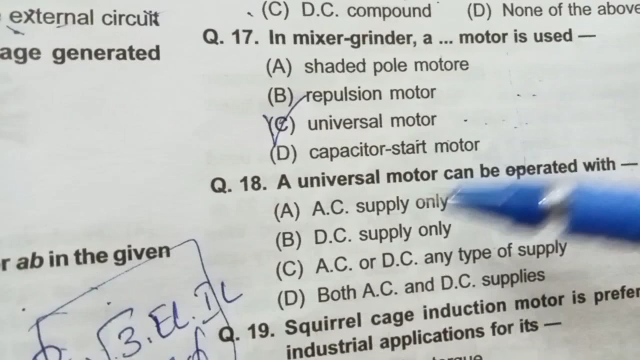 external circuit
age generated
r ab in the given
3.El.
(C) D.C. compound (D) None of the above
Q. 17. In mixer-grinder, a ... motor is used —
(A) shaded pole motore
(B) repulsion motor
(C) universal motor
(D) capacitor-start motor
Q. 18. A universal motor can be operated with —
(A) A.C. supply only
(B) D.C. supply only
(C) A.C. or D.C. any type of supply
(D) Both A.C. and D.C. supplies
Q. 19. Squirrel cage induction motor is prefer
industrial applications for its —